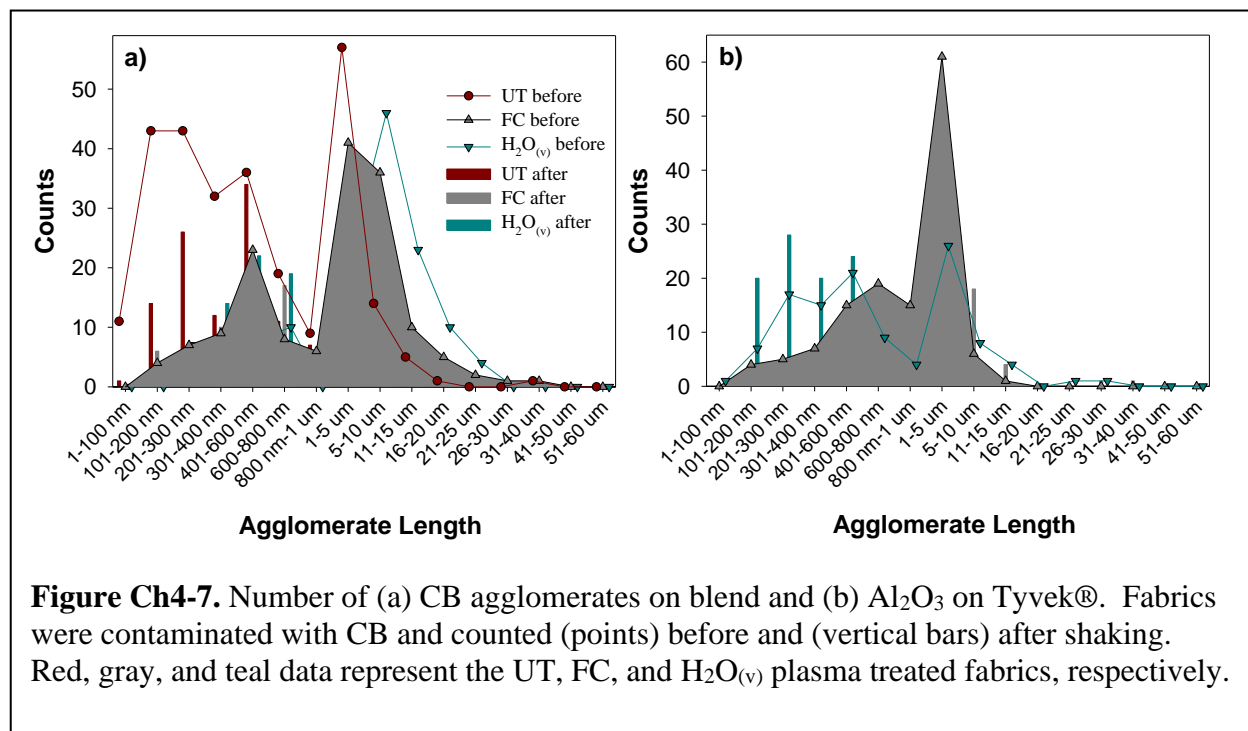 a)
50
40
30
20
10
0
Counts
UT before
FC before
H₂O₍ᵥ₎ before
UT after
FC after
H₂O₍ᵥ₎ after
1-100 nm
101-200 nm
201-300 nm
301-400 nm
401-600 nm
600-800 nm
800 nm-1 um
1-5 um
5-10 um
11-15 um
16-20 um
21-25 um
26-30 um
31-40 um
41-50 um
51-60 um
Agglomerate Length
b)
60
50
40
30
20
10
0
Counts
1-100 nm
101-200 nm
201-300 nm
301-400 nm
401-600 nm
600-800 nm
800 nm-1 um
1-5 um
5-10 um
11-15 um
16-20 um
21-25 um
26-30 um
31-40 um
41-50 um
51-60 um
Agglomerate Length
Figure Ch4-7. Number of (a) CB agglomerates on blend and (b) Al₂O₃ on Tyvek®. Fabrics
were contaminated with CB and counted (points) before and (vertical bars) after shaking.
Red, gray, and teal data represent the UT, FC, and H₂O₍ᵥ₎ plasma treated fabrics, respectively.